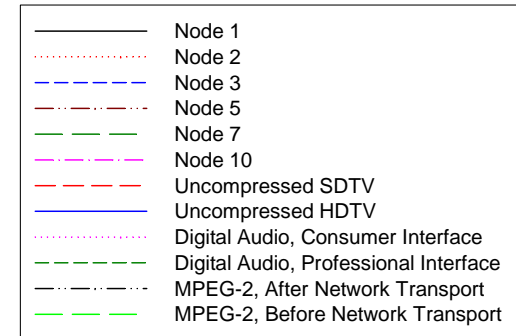 Node 1
Node 2
Node 3
Node 5
Node 7
Node 10
Uncompressed SDTV
Uncompressed HDTV
Digital Audio, Consumer Interface
Digital Audio, Professional Interface
MPEG-2, After Network Transport
MPEG-2, Before Network Transport